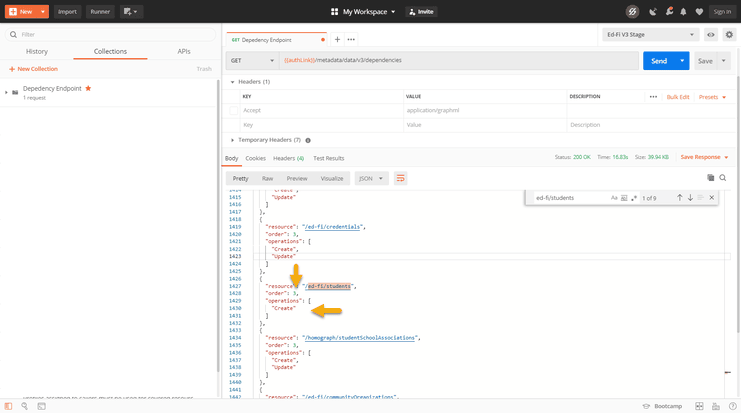 New
Import
Runner
My Workspace
Invite
Sign In
Filter
History
Collections
APIs
+ New Collection
Trash
Depedency Endpoint
1 request
GET Depedency Endpoint
Ed-Fi V3 Stage
GET
{{authLink}}/metadata/data/v3/dependencies
Send
Save
Headers (1)
KEY
VALUE
DESCRIPTION
Bulk Edit
Presets
Accept
application/graphml
Key
Value
Description
Temporary Headers (7)
Body
Cookies
Headers (4)
Test Results
Status: 200 OK
Time: 16.83s
Size: 39.94 KB
Save Response
Pretty
Raw
Preview
Visualize
JSON
ed-fi/students
Aa
1 of 9
1415 "Update"
1416 ]
1417 },
1418 {
1419 "resource": "/ed-fi/credentials",
1420 "order": 3,
1421 "operations": [
1422 "Create",
1423 "Update"
1424 ]
1425 },
1426 {
1427 "resource": "/ed-fi/students",
1428 "order": 3,
1429 "operations": [
1430 "Create"
1431 ]
1432 },
1433 {
1434 "resource": "/homograph/studentSchoolAssociations",
1435 "order": 3,
1436 "operations": [
1437 "Create",
1438 "Update"
1439 ]
1440 },
1441 {
1442 "resource": "/ed-fi/communityOrganizations",
Bootcamp